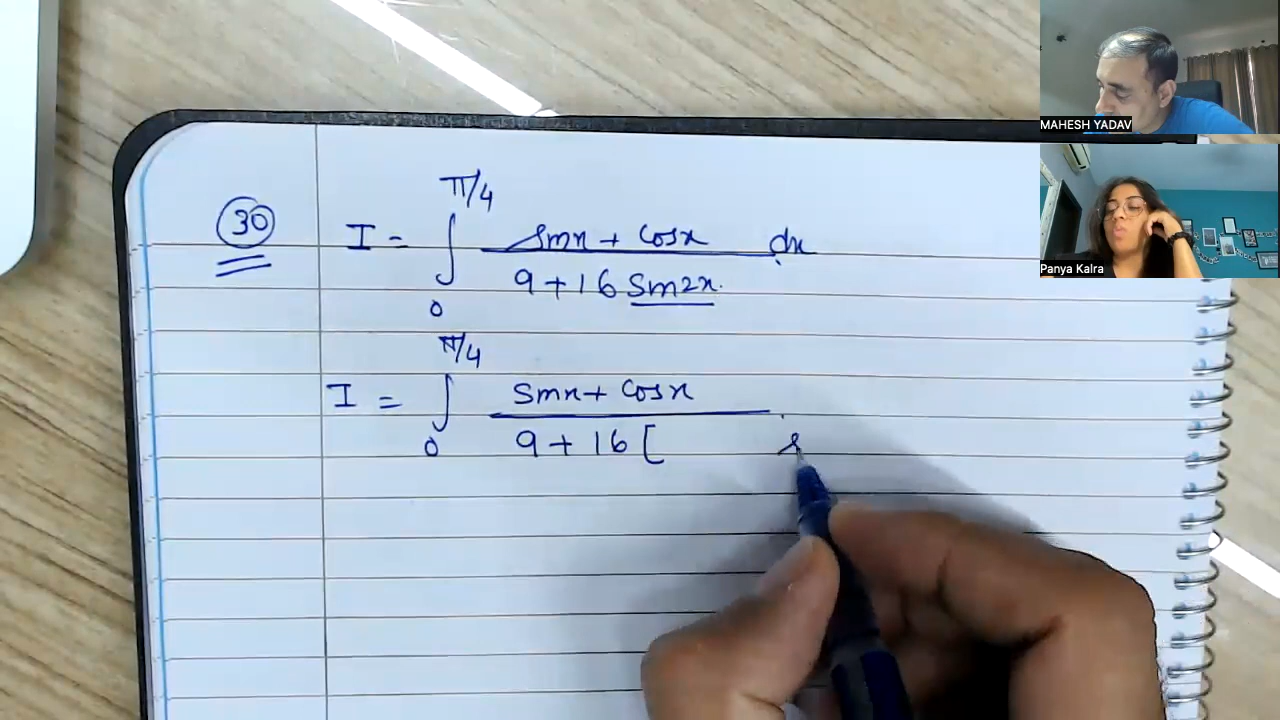 MAHESH YADAV
Panya Kalra
30
I = ∫₀^(π/4) (sinx + cosx)/(9 + 16 sin2x) dx
I = ∫₀^(π/4) (sinx + cosx)/(9 + 16 [ s